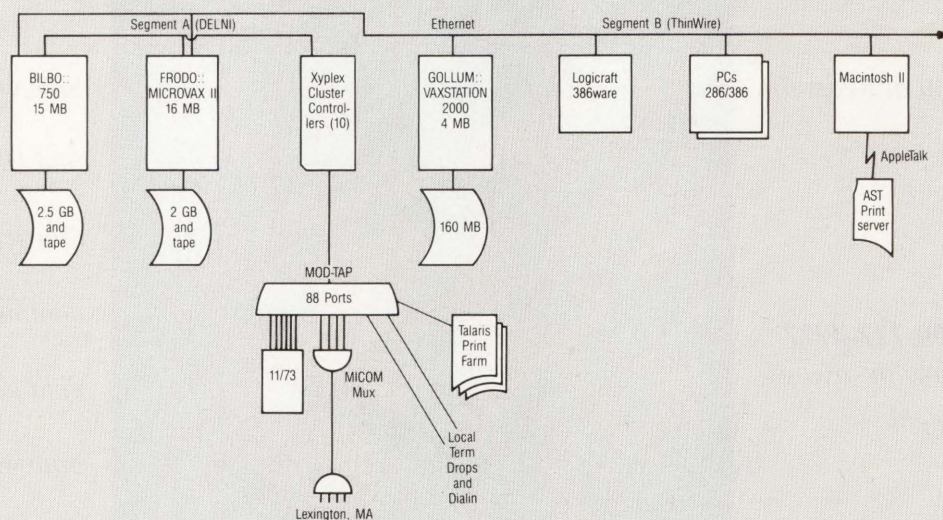 Segment A (DELNI)
Ethernet
Segment B (ThinWire)
BILBO::
750
15 MB
FRODO::
MICROVAX II
16 MB
Xyplex
Cluster
Control-
lers (10)
GOLLUM::
VAXSTATION
2000
4 MB
Logicraft
386ware
PCs
286/386
Macintosh II
AppleTalk
2.5 GB
and
tape
2 GB
and
tape
160 MB
AST
Print
server
MOD-TAP
88 Ports
Talaris
Print
Farm
11/73
MICOM
Mux
Local
Term
Drops
and
Dialin
Lexington, MA